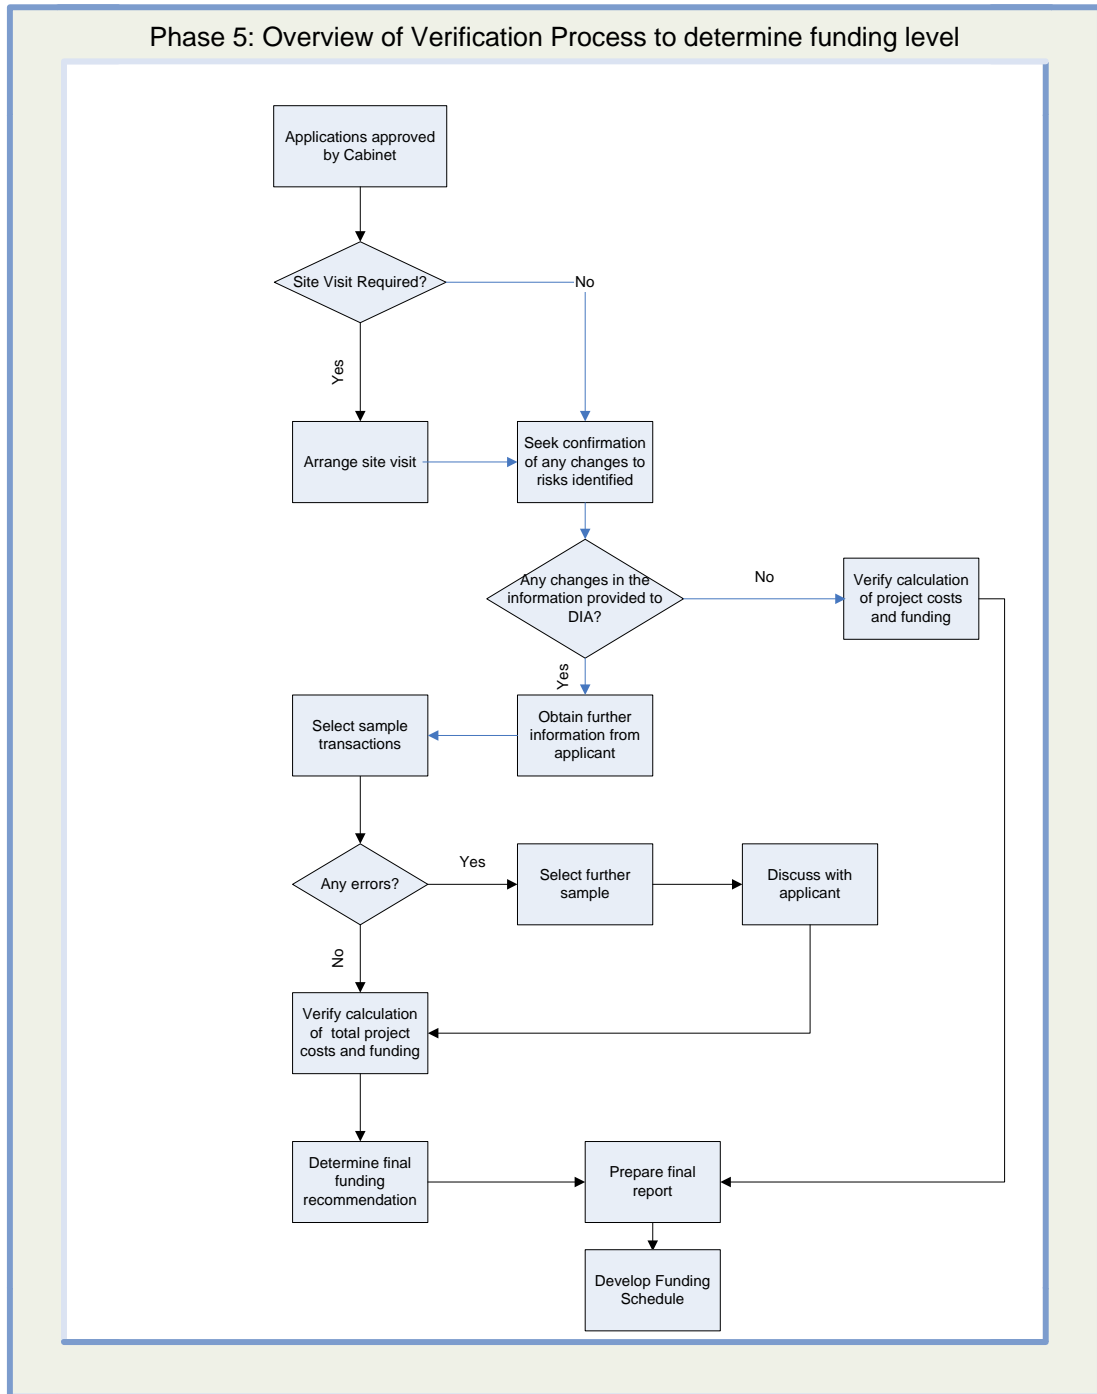 Phase 5: Overview of Verification Process to determine funding level
Applications approved
by Cabinet
Site Visit Required?
No
Yes
Arrange site visit
Seek confirmation
of any changes to
risks identified
Any changes in the
information provided to
DIA?
No
Verify calculation
of project costs
and funding
Yes
Obtain further
information from
applicant
Select sample
transactions
Any errors?
Yes
Select further
sample
Discuss with
applicant
No
Verify calculation
of total project
costs and funding
Determine final
funding
recommendation
Prepare final
report
Develop Funding
Schedule